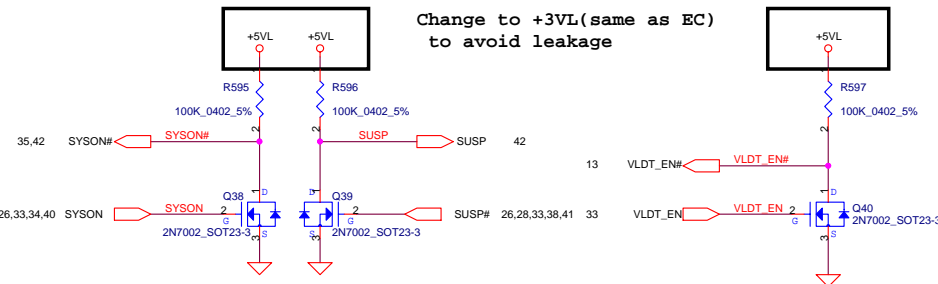 Change to +3VL(same as EC)
to avoid leakage
+5VL
+5VL
+5VL
1
1
1
R595
R596
R597
100K_0402_5%
100K_0402_5%
100K_0402_5%
2
2
2
35,42 SYSON# SYSON#
SUSP SUSP 42
13 VLDT_EN# VLDT_EN#
1 D
D 1
1 D
Q38
Q39
Q40
26,33,34,40 SYSON SYSON 2 G
2 G SUSP# 26,28,33,38,41
33 VLDT_EN VLDT_EN 2 G
2N7002_SOT23-3
2N7002_SOT23-3
2N7002_SOT23-3
3 S
S 3
3 S